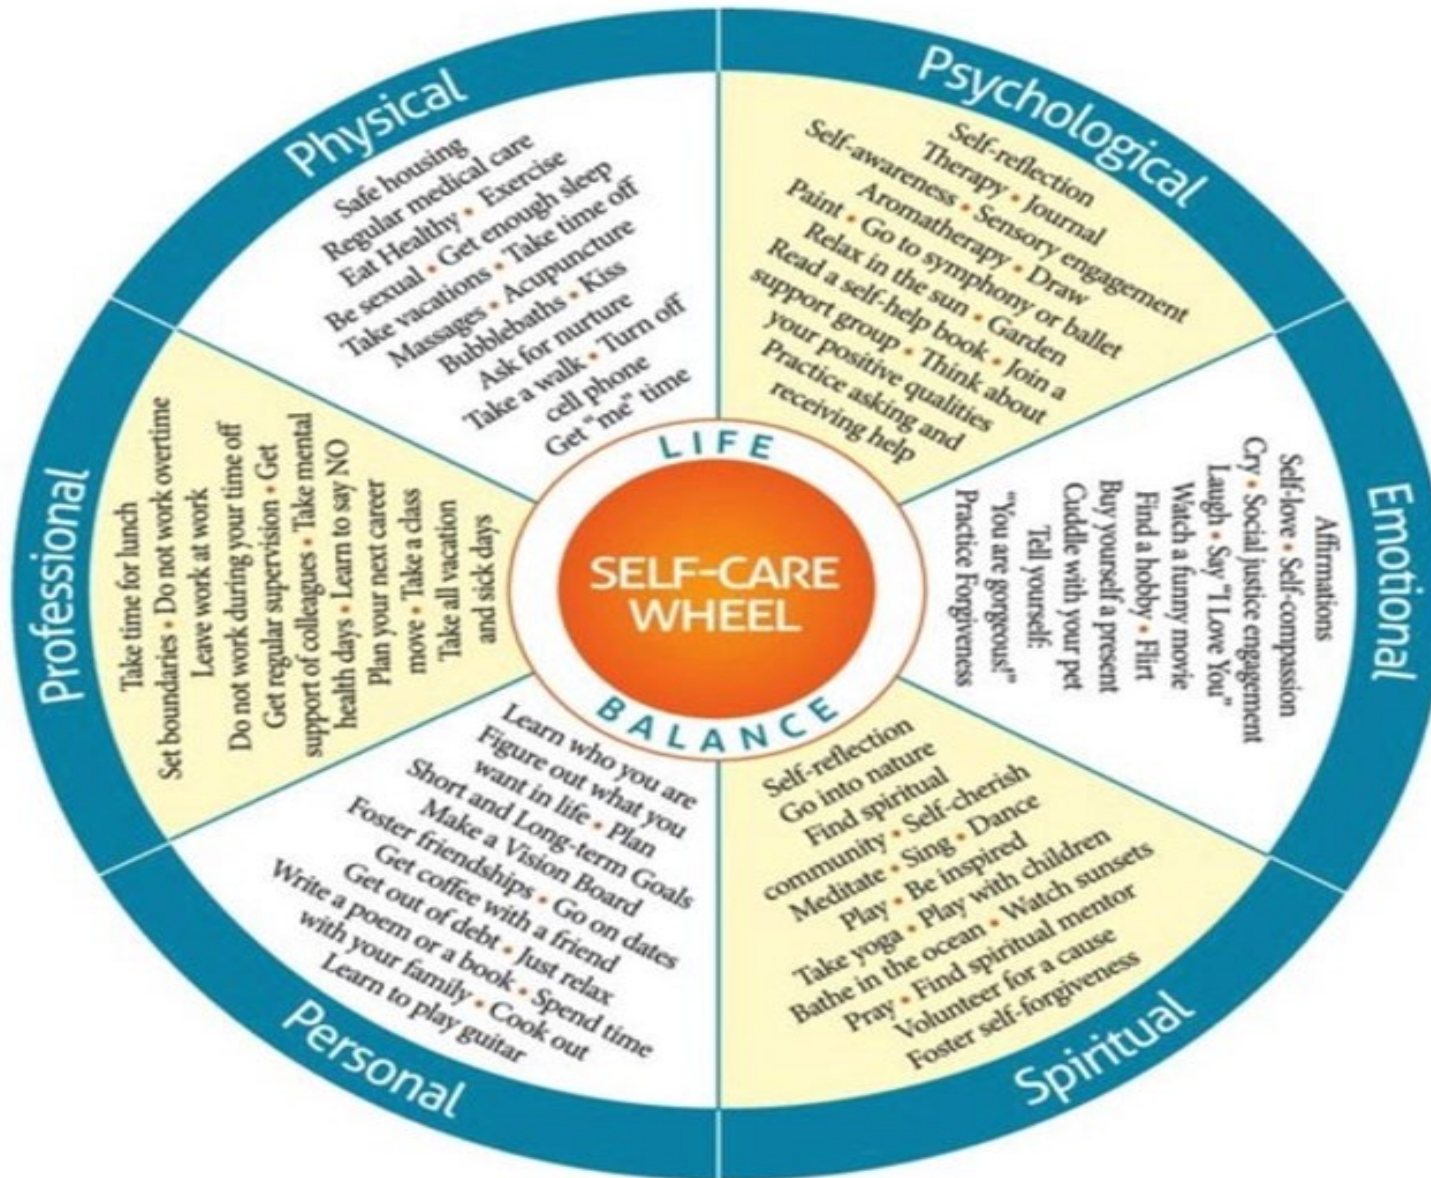 Physical
Safe housing
Regular medical care
Eat Healthy • Exercise
Be sexual • Get enough sleep
Take vacations • Take time off
Massages • Acupuncture
Bubblebaths • Kiss
Ask for nurture
Take a walk • Turn off
cell phone
Get "me" time
Psychological
Self-reflection
Therapy • Journal
Self-awareness • Sensory engagement
Aromatherapy • Draw
Paint • Go to symphony or ballet
Relax in the sun • Garden
Read a self-help book • Join a
support group • Think about
your positive qualities
Practice asking and
receiving help
Emotional
Affirmations
Self-love • Self-compassion
Cry • Social justice engagement
Laugh • Say "I Love You"
Watch a funny movie
Find a hobby • Flirt
Buy yourself a present
Cuddle with your pet
Tell yourself:
"You are gorgeous!"
Practice Forgiveness
Spiritual
Self-reflection
Go into nature
Find spiritual
community • Self-cherish
Meditate • Sing • Dance
Play • Be inspired
Take yoga • Play with children
Bathe in the ocean • Watch sunsets
Pray • Find spiritual mentor
Volunteer for a cause
Foster self-forgiveness
Personal
Learn who you are
Figure out what you
want in life • Plan
Short and Long-term Goals
Make a Vision Board
Foster friendships • Go on dates
Get coffee with a friend
Get out of debt • Just relax
Write a poem or a book • Spend time
with your family • Cook out
Learn to play guitar
Professional
Take time for lunch
Set boundaries • Do not work overtime
Leave work at work
Do not work during your time off
Get regular supervision • Get
support of colleagues • Take mental
health days • Learn to say NO
Plan your next career
move • Take a class
Take all vacation
and sick days
LIFE
SELF-CARE
WHEEL
BALANCE